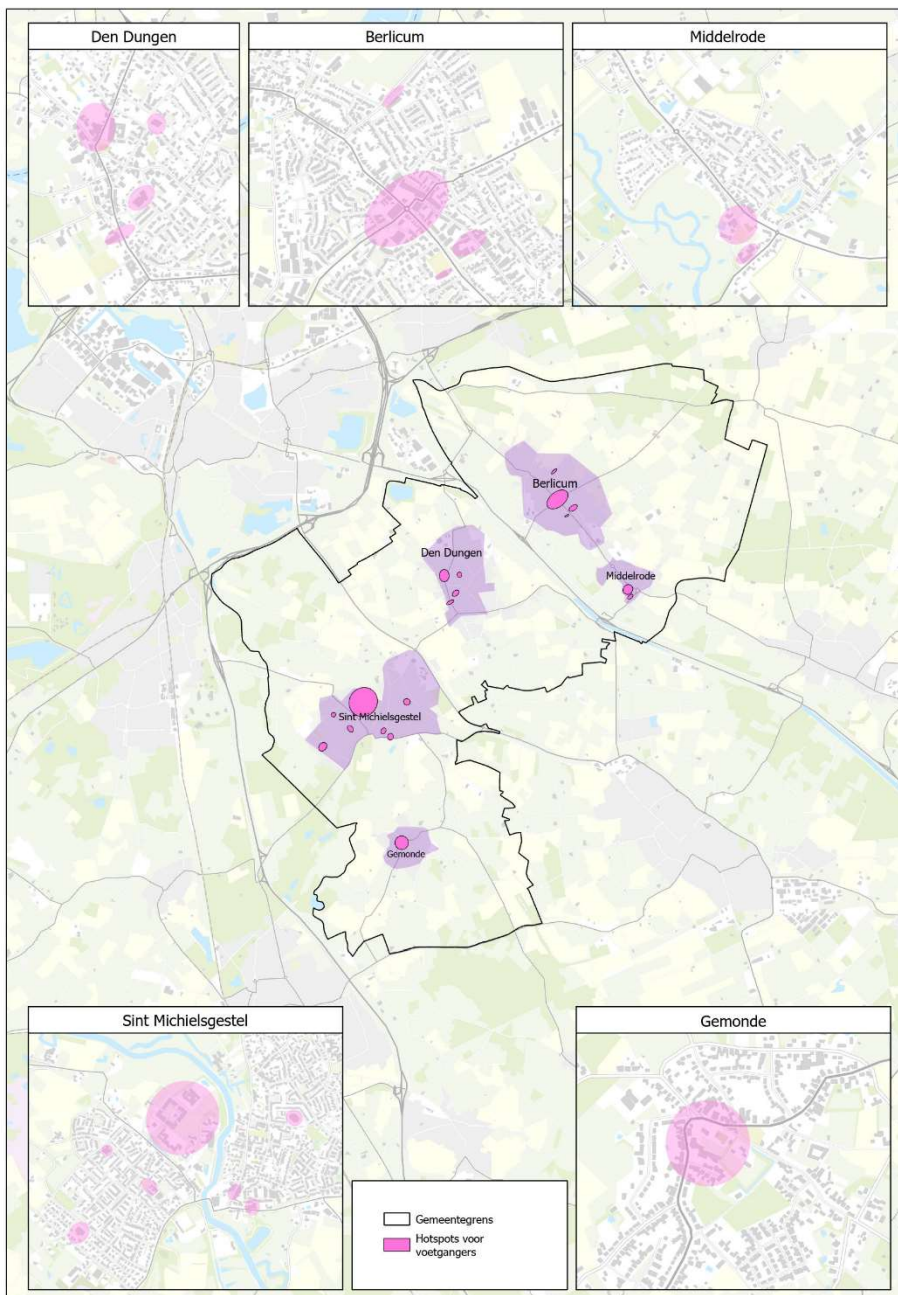 Den Dungen
Berlicum
Middelrode
Berlicum
Den Dungen
Middelrode
Sint Michielsgestel
Gemonde
Sint Michielsgestel
Gemonde
Gemeentegrens
Hotspots voor
voetgangers